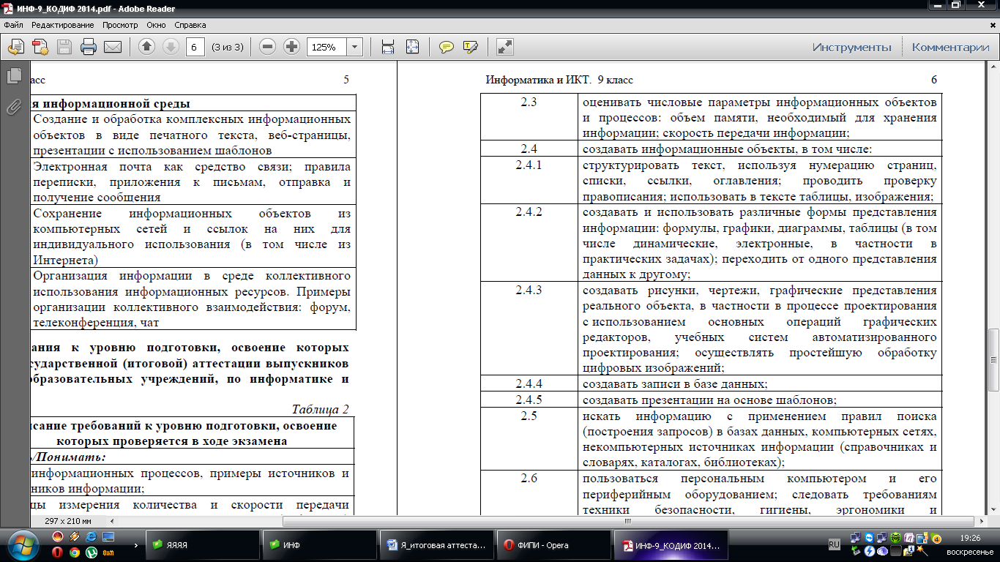 ИНФ-9_КОДИФ 2014.pdf - Adobe Reader
Файл Редактирование Просмотр Окно Справка
6 (3 из 3) 125% Инструменты Комментарии
асс 5
я информационной среды
Создание и обработка комплексных информационных
объектов в виде печатного текста, веб-страницы,
презентации с использованием шаблонов
Электронная почта как средство связи; правила
переписки, приложения к письмам, отправка и
получение сообщения
Сохранение информационных объектов из
компьютерных сетей и ссылок на них для
индивидуального использования (в том числе из
Интернета)
Организация информации в среде коллективного
использования информационных ресурсов. Примеры
организации коллективного взаимодействия: форум,
телеконференция, чат
ания к уровню подготовки, освоение которых
сударственной (итоговой) аттестации выпускников
образовательных учреждений, по информатике и
Таблица 2
исание требований к уровню подготовки, освоение
которых проверяется в ходе экзамена
ь/Понимать:
информационных процессов, примеры источников и
ников информации;
цы измерения количества и скорости передачи
Информатика и ИКТ. 9 класс 6
2.3 оценивать числовые параметры информационных объектов
и процессов: объем памяти, необходимый для хранения
информации; скорость передачи информации;
2.4 создавать информационные объекты, в том числе:
2.4.1 структурировать текст, используя нумерацию страниц,
списки, ссылки, оглавления; проводить проверку
правописания; использовать в тексте таблицы, изображения;
2.4.2 создавать и использовать различные формы представления
информации: формулы, графики, диаграммы, таблицы (в том
числе динамические, электронные, в частности в
практических задачах); переходить от одного представления
данных к другому;
2.4.3 создавать рисунки, чертежи, графические представления
реального объекта, в частности в процессе проектирования
с использованием основных операций графических
редакторов, учебных систем автоматизированного
проектирования; осуществлять простейшую обработку
цифровых изображений;
2.4.4 создавать записи в базе данных;
2.4.5 создавать презентации на основе шаблонов;
2.5 искать информацию с применением правил поиска
(построения запросов) в базах данных, компьютерных сетях,
некомпьютерных источниках информации (справочниках и
словарях, каталогах, библиотеках);
2.6 пользоваться персональным компьютером и его
периферийным оборудованием; следовать требованиям
техники безопасности, гигиены, эргономики и
297 x 210 мм
ЯЯЯЯ ИНФ Я_итоговая аттеста... ФИПИ - Opera ИНФ-9_КОДИФ 2014... RU 19:26
воскресенье